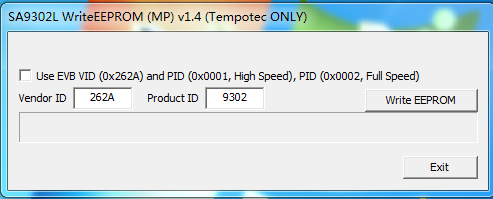 SA9302L WriteEEPROM (MP) v1.4 (Tempotec ONLY)
Use EVB VID (0x262A) and PID (0x0001, High Speed), PID (0x0002, Full Speed)
Vendor ID 262A Product ID 9302 Write EEPROM
Exit